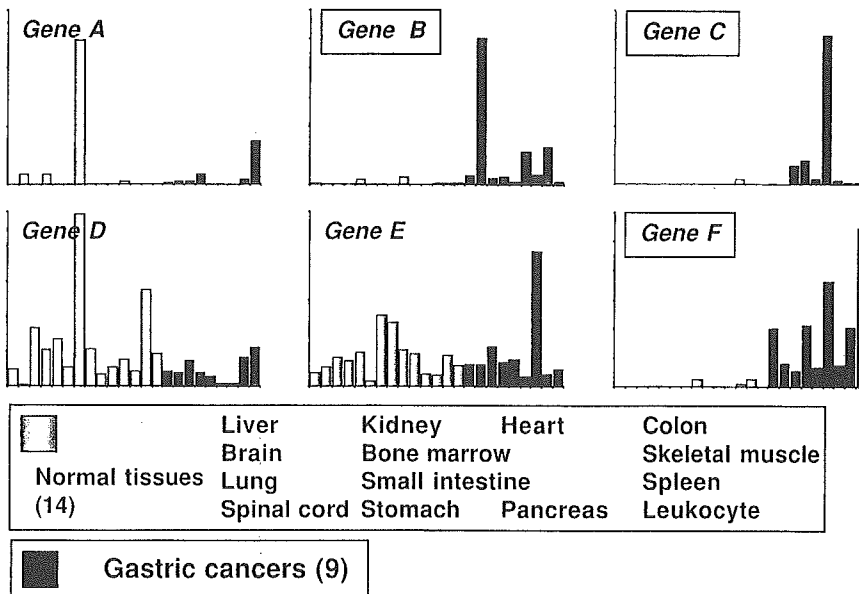 Gene A
Gene B
Gene C
Gene D
Gene E
Gene F
Normal tissues
(14)
Liver Kidney Heart Colon
Brain Bone marrow Skeletal muscle
Lung Small intestine Spleen
Spinal cord Stomach Pancreas Leukocyte
Gastric cancers (9)